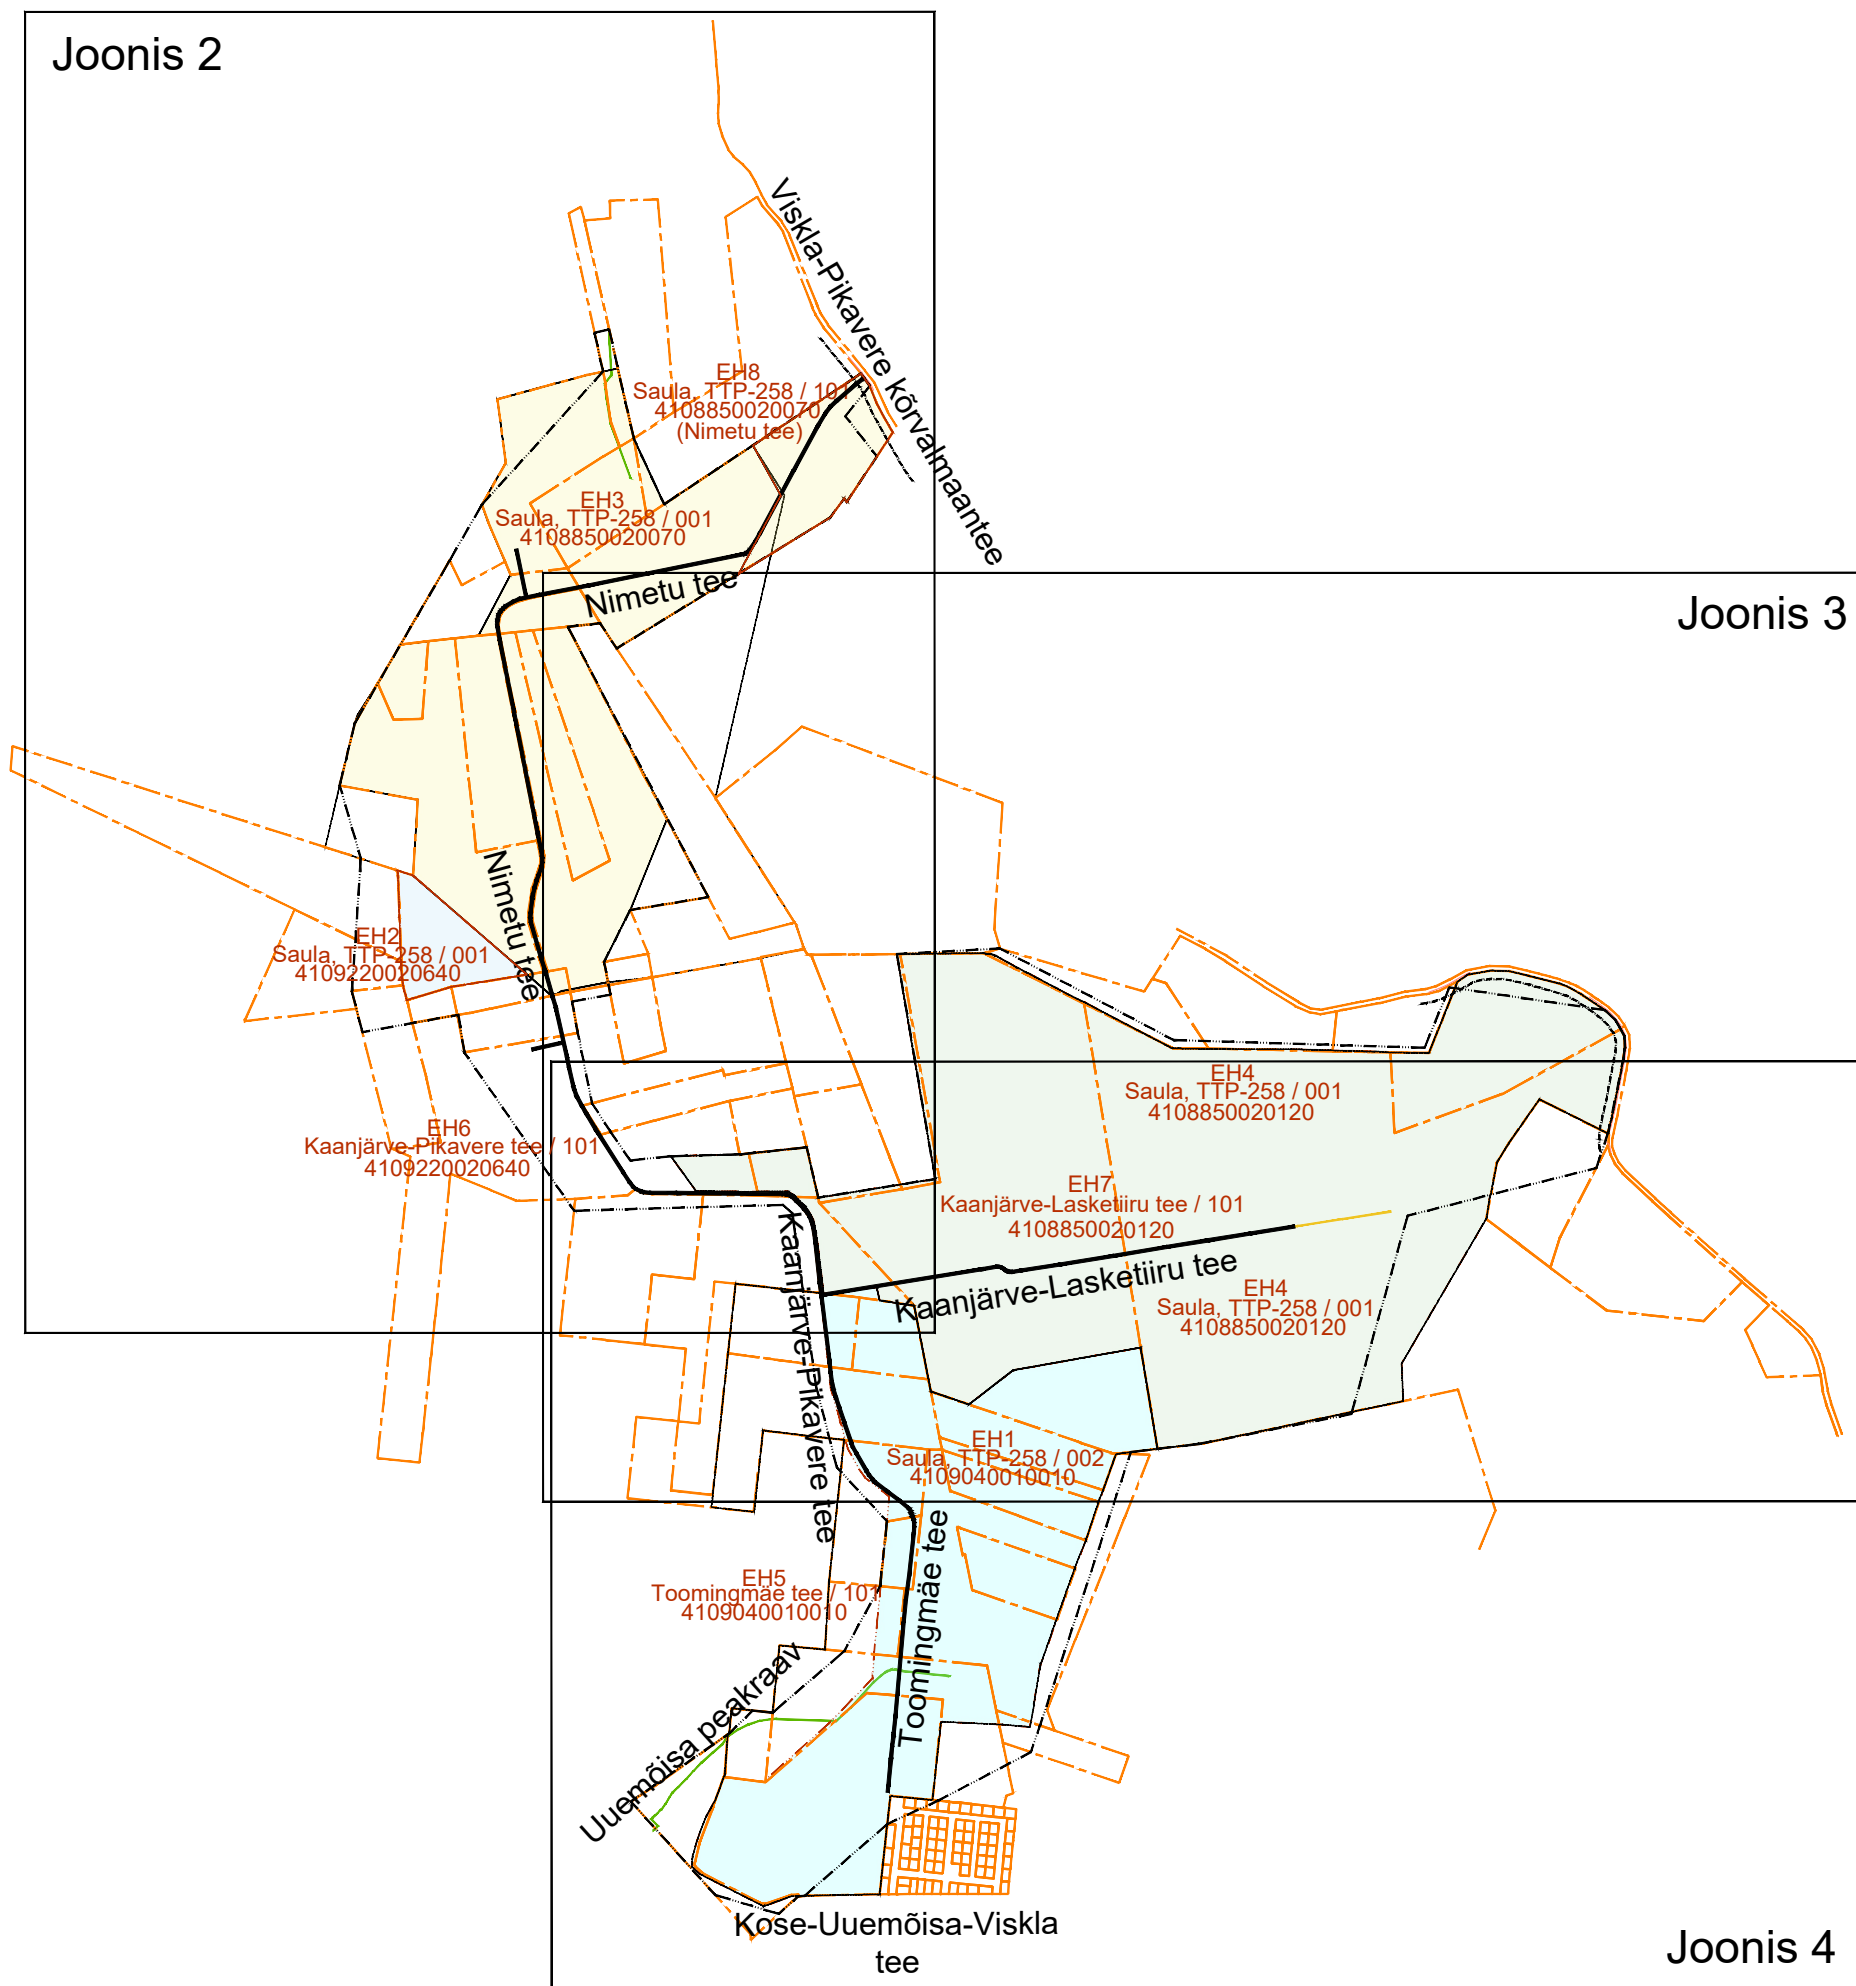 Joonis 2
Viskla-Pikavere kõrvalmaantee
EH8
Saula, TTP-258 / 101
4108850020070
(Nimetu tee)
EH3
Saula, TTP-258 / 001
4108850020070
Nimetu tee
Joonis 3
Nimetu tee
EH2
Saula, TTP-258 / 001
4109220020640
EH4
Saula, TTP-258 / 001
4108850020120
EH6
Kaanjärve-Pikavere tee / 101
4109220020640
EH7
Kaanjärve-Lasketiiru tee / 101
4108850020120
Kaanjärve-Lasketiiru tee
EH4
Saula, TTP-258 / 001
4108850020120
Kaanjärve-Pikavere tee
EH1
Saula, TTP-258 / 002
4109040010010
Toomingmäe tee
EH5
Toomingmäe tee / 101
4109040010010
Uuemõisa peakraav
Kose-Uuemõisa-Viskla
tee
Joonis 4